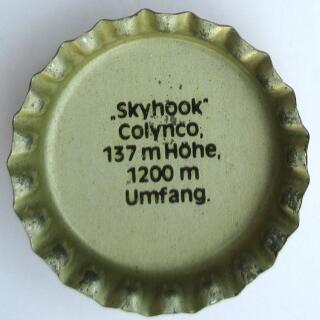 „Skyhook“
Colynco,
137 m Höhe,
1200 m
Umfang.